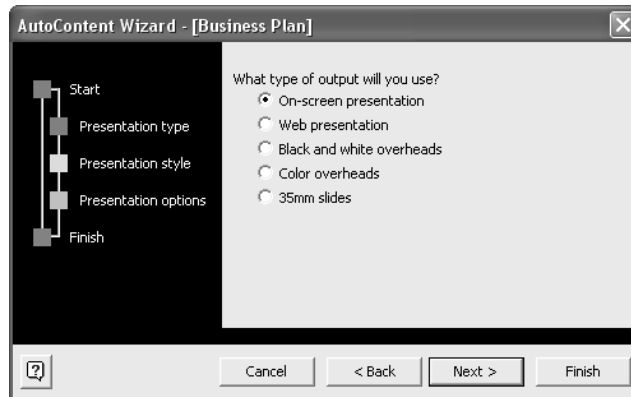 AutoContent Wizard - [Business Plan]
Start
Presentation type
Presentation style
Presentation options
Finish
What type of output will you use?
On-screen presentation
Web presentation
Black and white overheads
Color overheads
35mm slides
?
Cancel
< Back
Next >
Finish